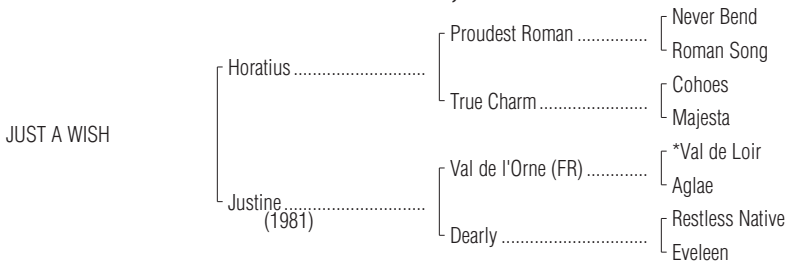 Never Bend
Proudest Roman ...............
Roman Song
Horatius ...........................
Cohoes
True Charm.......................
Majesta
JUST A WISH
*Val de Loir
Val de l'Orne (FR) .............
Aglae
Justine.............................
(1981)
Restless Native
Dearly ...............................
Eveleen